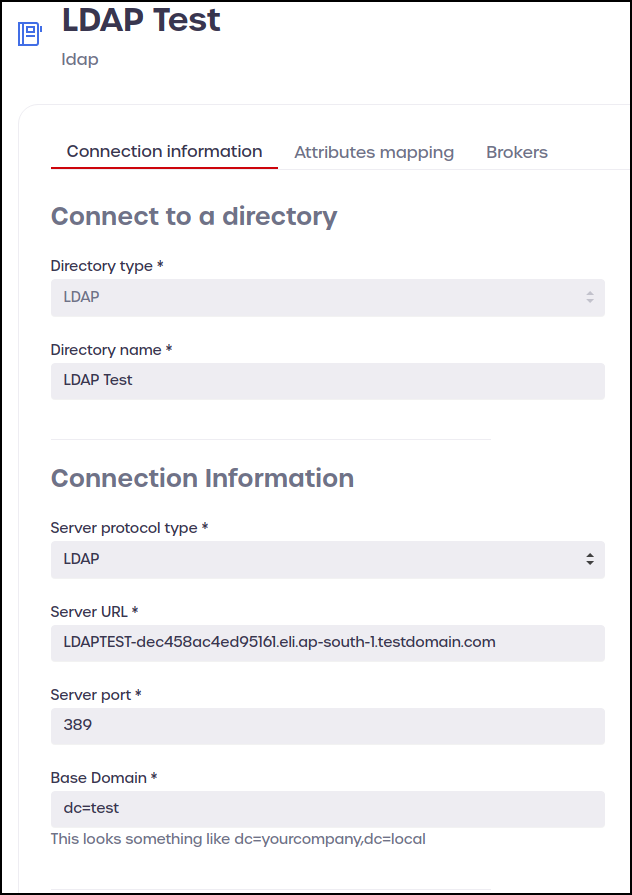 LDAP Test
ldap
Connection information Attributes mapping Brokers
Connect to a directory
Directory type *
LDAP
Directory name *
LDAP Test
Connection Information
Server protocol type *
LDAP
Server URL *
LDAPTEST-dec458ac4ed95161.eli.ap-south-1.testdomain.com
Server port *
389
Base Domain *
dc=test
This looks something like dc=yourcompany,dc=local